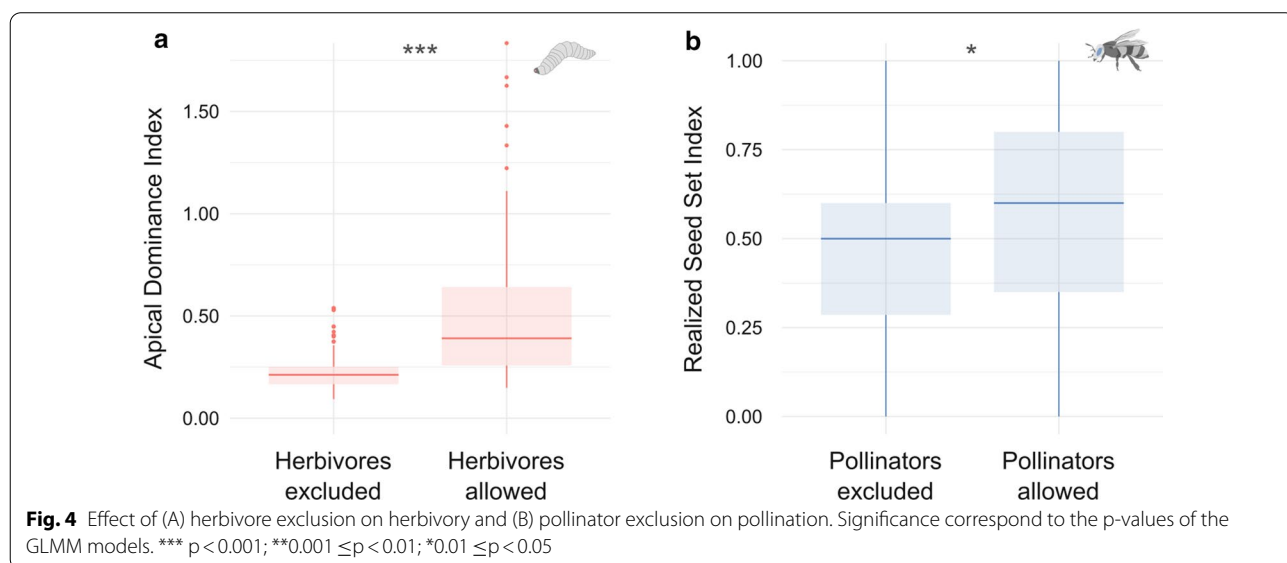 a
***
Apical Dominance Index
1.50
1.00
0.50
0.00
Herbivores
excluded
Herbivores
allowed
b
*
Realized Seed Set Index
1.00
0.75
0.50
0.25
0.00
Pollinators
excluded
Pollinators
allowed
Fig. 4 Effect of (A) herbivore exclusion on herbivory and (B) pollinator exclusion on pollination. Significance correspond to the p-values of the
GLMM models. *** p < 0.001; **0.001 ≤p < 0.01; *0.01 ≤p < 0.05